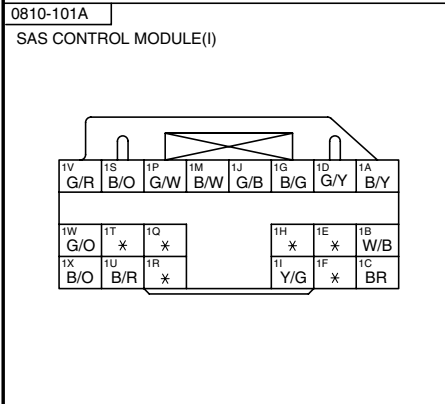 0810-101A
SAS CONTROL MODULE(I)
1V 1S 1P 1M 1J 1G 1D 1A
G/R B/O G/W B/W G/B B/G G/Y B/Y
1W 1T 1Q 1H 1E 1B
G/O * * * * W/B
1X 1U 1R 1I 1F 1C
B/O B/R * Y/G * BR